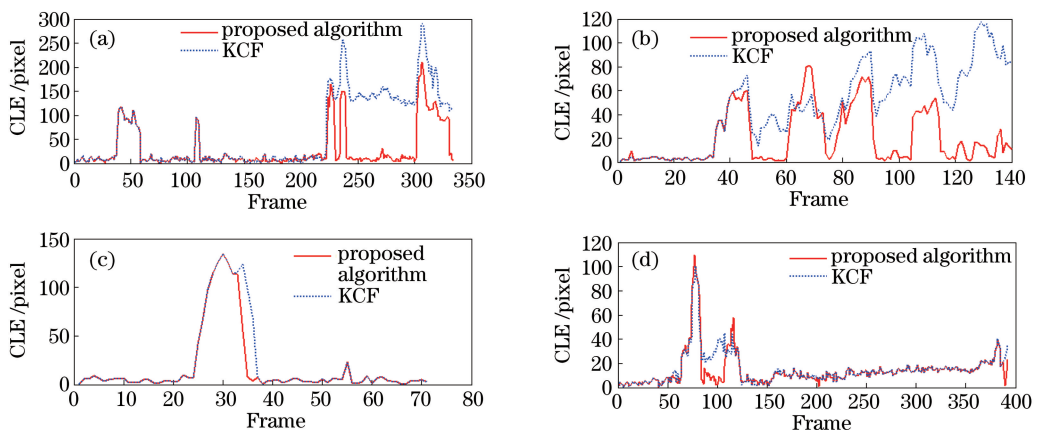 (a)
proposed algorithm
KCF
CLE /pixel
300
250
200
150
100
50
0
0 50 100 150 200 250 300 350
Frame
(b)
proposed algorithm
KCF
CLE /pixel
120
100
80
60
40
20
0
0 20 40 60 80 100 120 140
Frame
(c)
proposed
algorithm
KCF
CLE /pixel
150
100
50
0
0 10 20 30 40 50 60 70 80
Frame
(d)
proposed algorithm
KCF
CLE /pixel
120
100
80
60
40
20
0
0 50 100 150 200 250 300 350 400
Frame